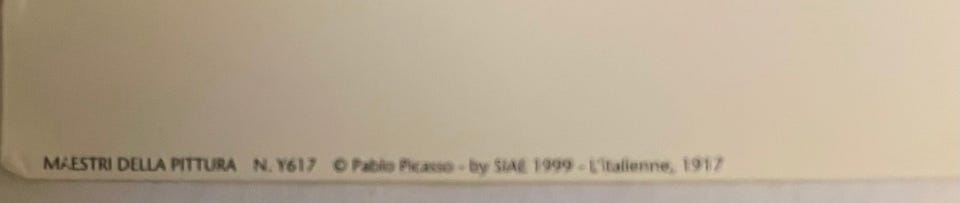 MAESTRI DELLA PITTURA N. Y617 © Pablo Picasso - by SIAE 1999 - L'italienne, 1917